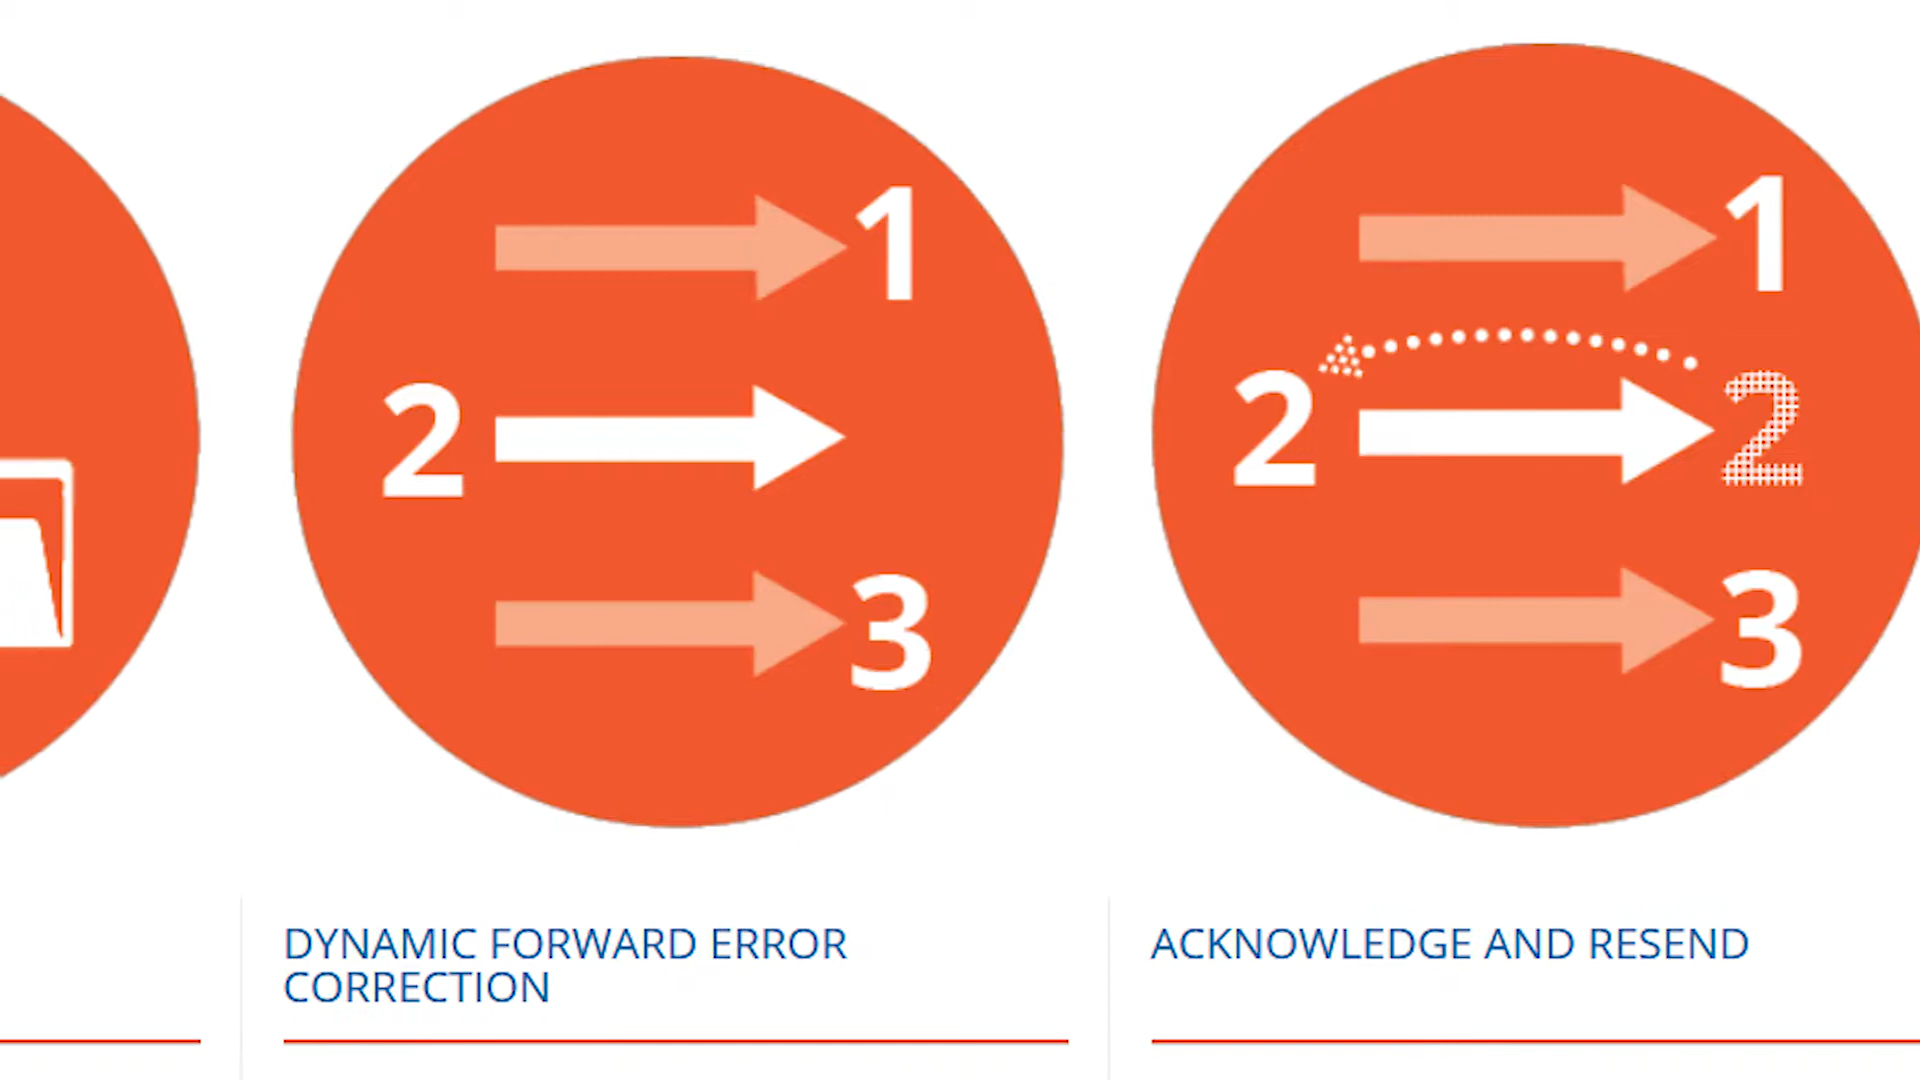 1
2
3
1
2 2
3
DYNAMIC FORWARD ERROR
CORRECTION
ACKNOWLEDGE AND RESEND